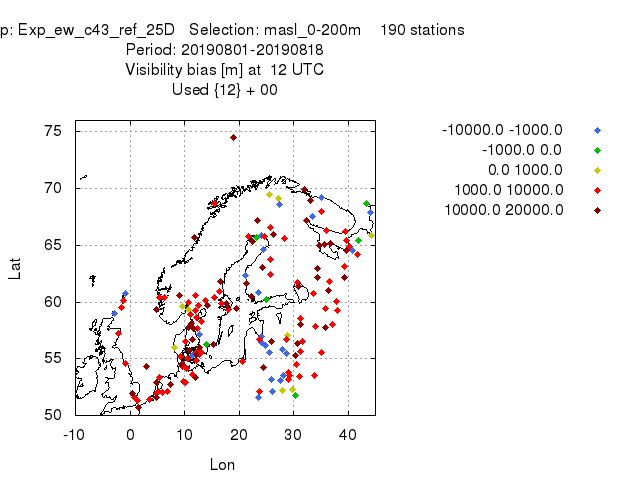 p: Exp_ew_c43_ref_25D Selection: masl_0-200m 190 stations
Period: 20190801-20190818
Visibility bias [m] at 12 UTC
Used {12} + 00
-10000.0 -1000.0
-1000.0 0.0
0.0 1000.0
1000.0 10000.0
10000.0 20000.0
75
70
65
60
55
50
Lat
-10 0 10 20 30 40
Lon